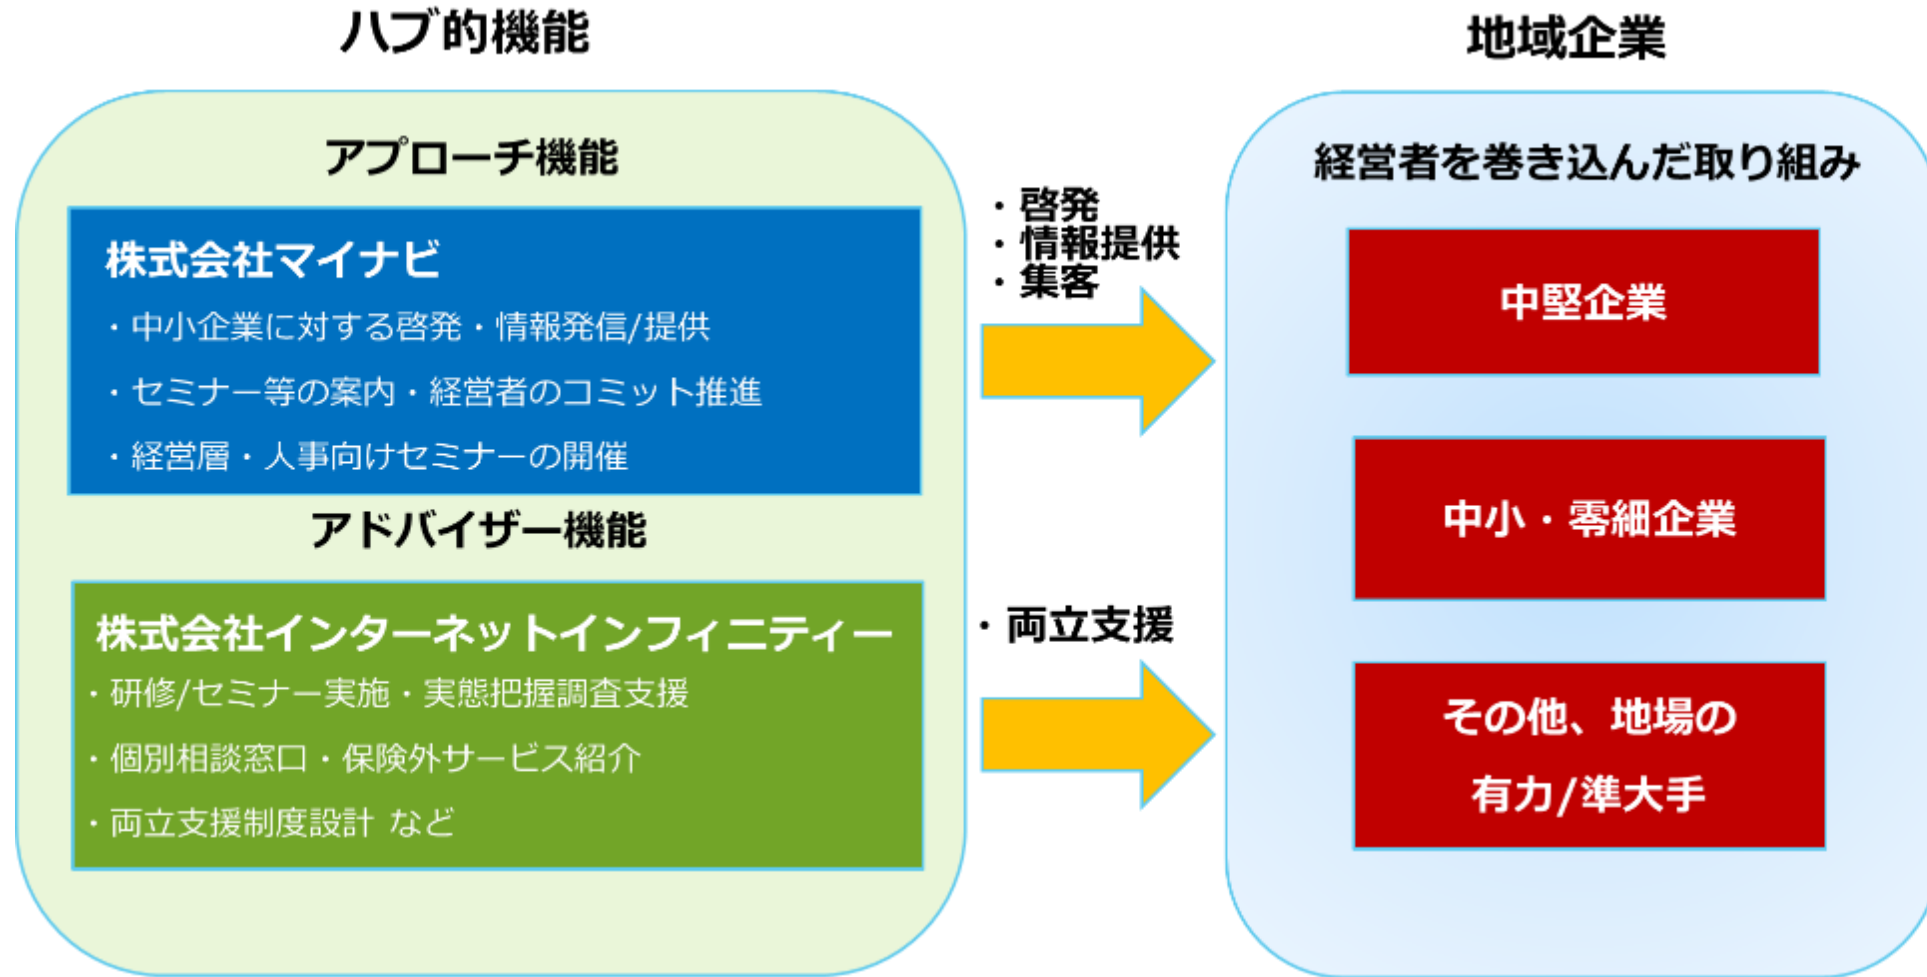 ハブ的機能
アプローチ機能
株式会社マイナビ
・中小企業に対する啓発・情報発信/提供
・セミナー等の案内・経営者のコミット推進
・経営層・人事向けセミナーの開催
アドバイザー機能
株式会社インターネットインフィニティー
・研修/セミナー実施・実態把握調査支援
・個別相談窓口・保険外サービス紹介
・両立支援制度設計 など
・啓発
・情報提供
・集客
・両立支援
地域企業
経営者を巻き込んだ取り組み
中堅企業
中小・零細企業
その他、地場の
有力/準大手